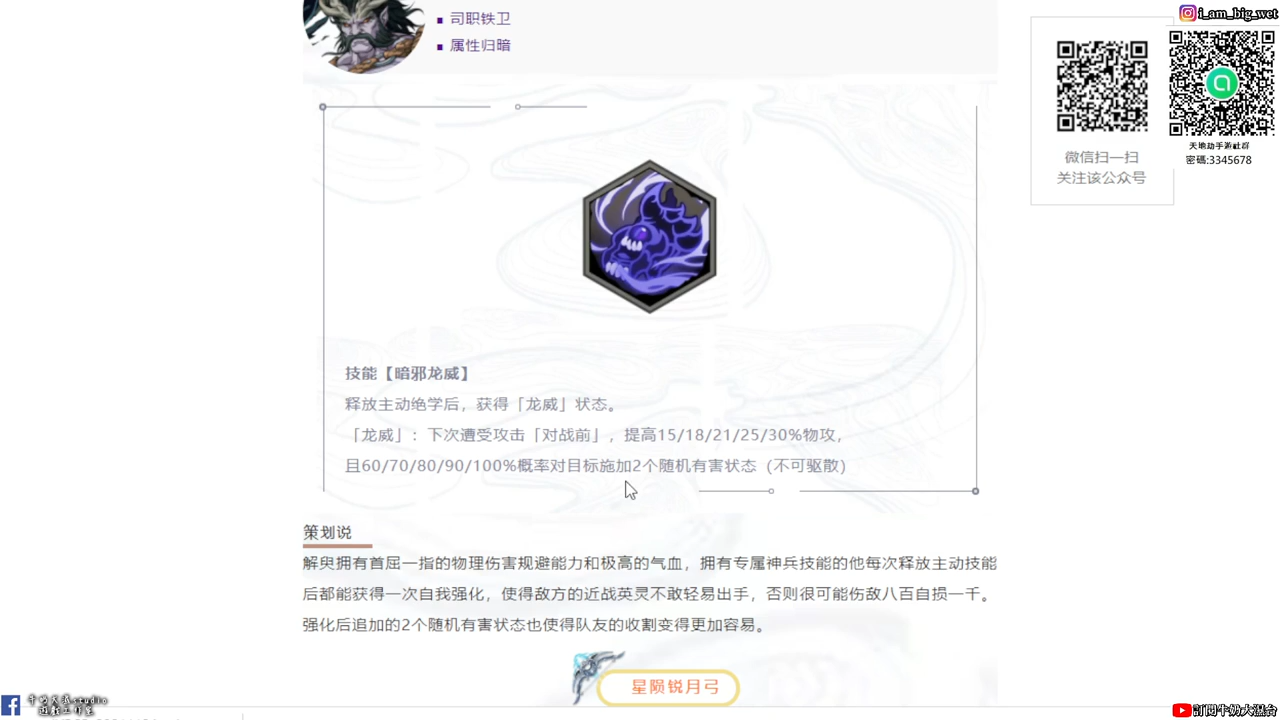 司职铁卫
属性归暗
i_am_big_wet
微信扫一扫
关注该公众号
天地劫手游社群
密碼:3345678
技能【暗邪龙威】
释放主动绝学后，获得「龙威」状态。
「龙威」：下次遭受攻击「对战前」，提高15/18/21/25/30%物攻，
且60/70/80/90/100%概率对目标施加2个随机有害状态（不可驱散）
策划说
解臾拥有首屈一指的物理伤害规避能力和极高的气血，拥有专属神兵技能的他每次释放主动技能
后都能获得一次自我强化，使得敌方的近战英灵不敢轻易出手，否则很可能伤敌八百自损一千。
强化后追加的2个随机有害状态也使得队友的收割变得更加容易。
星陨锐月弓
studio
遊戲工作室
訂閱牛奶大混台